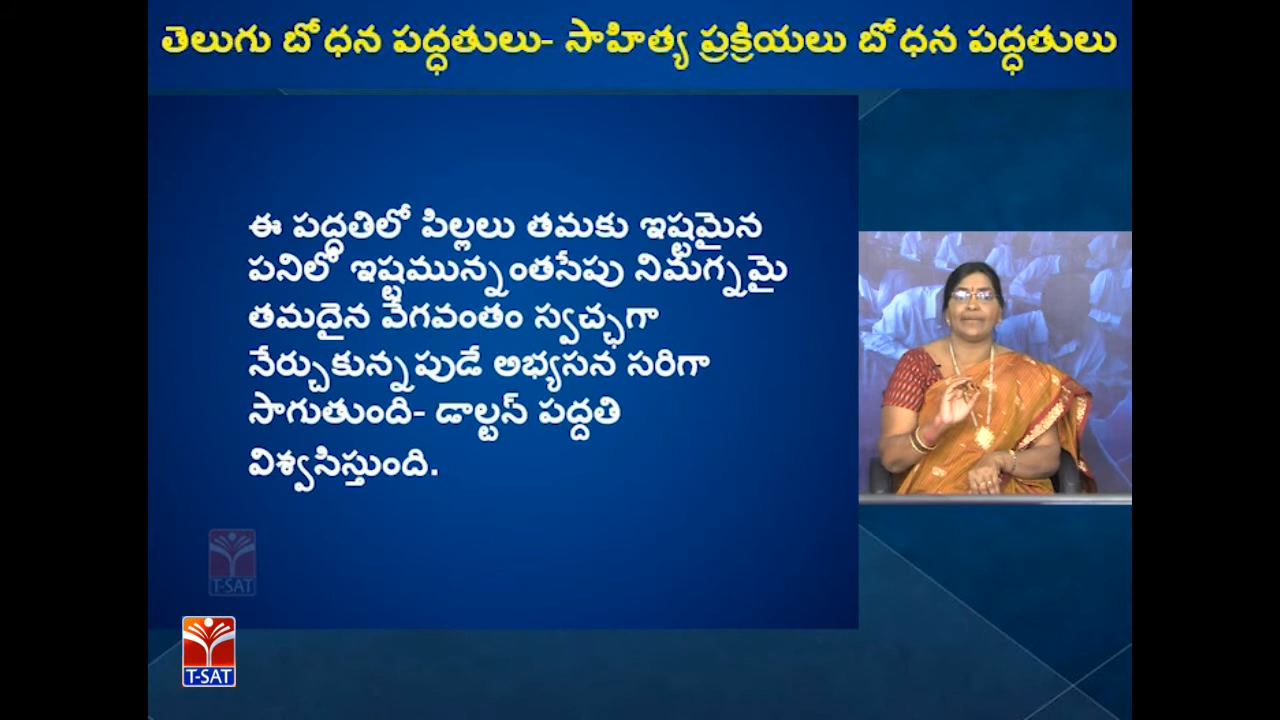 తెలుగు బోధన పద్ధతులు- సాహిత్య ప్రక్రియలు బోధన పద్ధతులు
ఈ పద్ధతిలో పిల్లలు తమకు ఇష్టమైన
పనిలో ఇష్టమున్నంతసేపు నిమగ్నమై
తమదైన వేగవంతం స్వచ్ఛగా
నేర్చుకున్నపుడే అభ్యసన సరిగా
సాగుతుంది- డాల్టన్ పద్దతి
విశ్వసిస్తుంది.
T-SAT
T-SAT